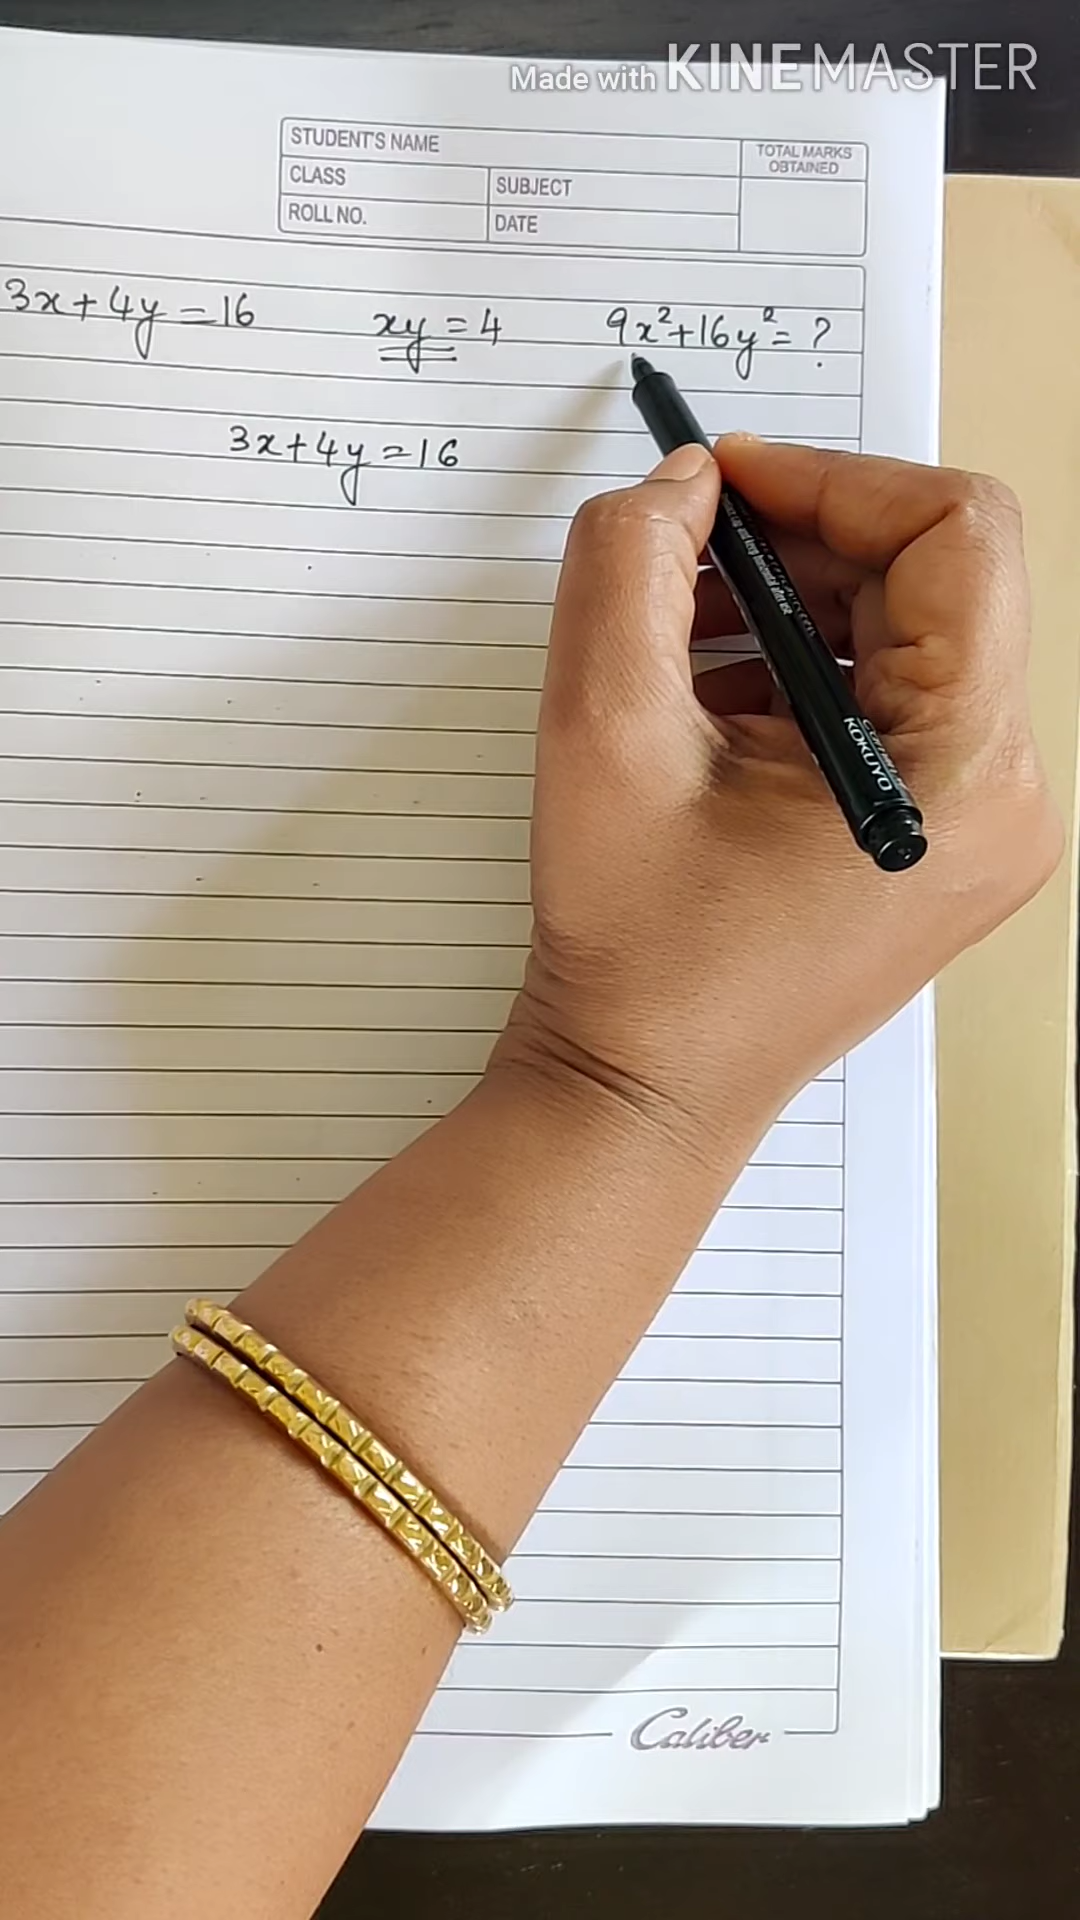 Made with KINEMASTER
STUDENT'S NAME
TOTAL MARKS OBTAINED
CLASS
SUBJECT
ROLL NO.
DATE
3x+4y=16 xy=4 9x²+16y²=?
3x+4y=16
KOKUYO
Caliber